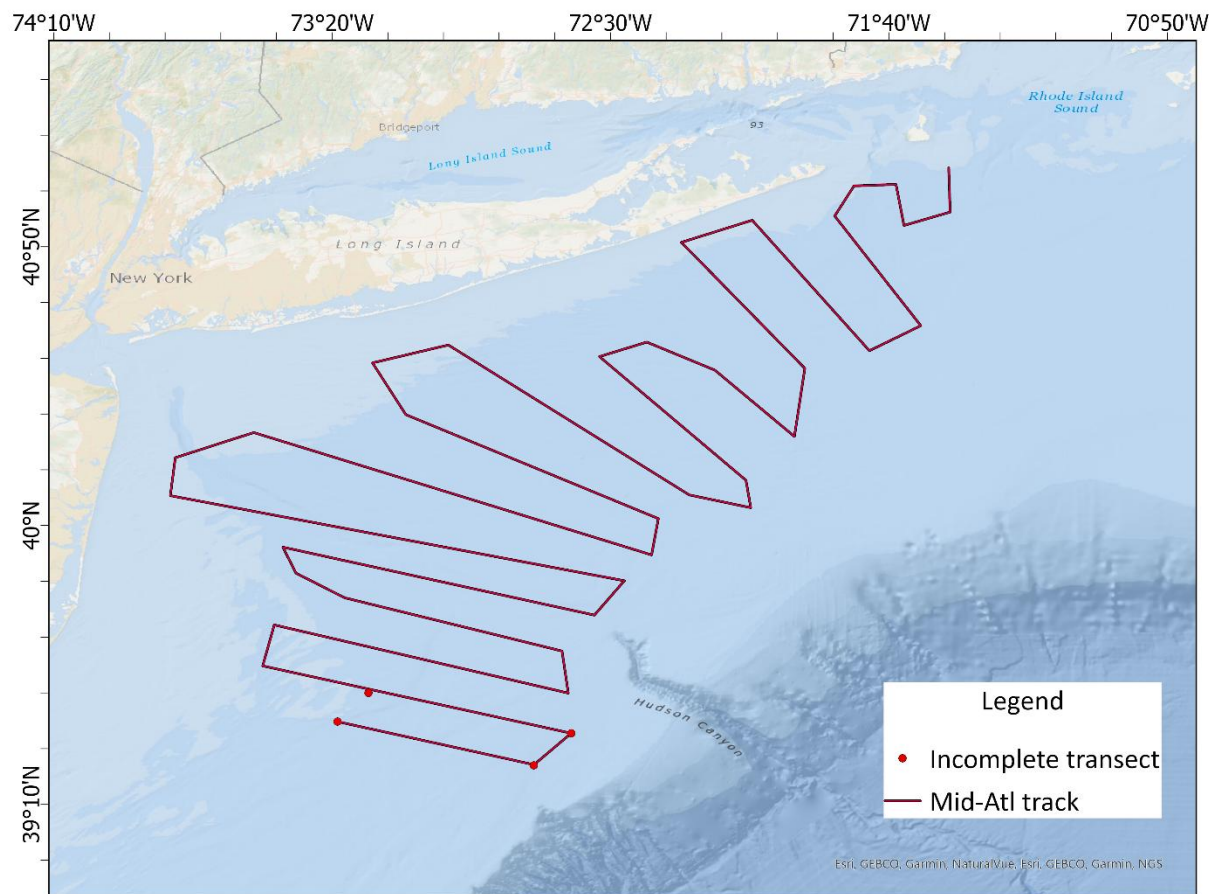 74°10'W
73°20'W
72°30'W
71°40'W
70°50'W
Rhode Island
Sound
93
Bridgeport
Long Island Sound
40°50'N
Long Island
New York
40°N
Hudson Canyon
Legend
Incomplete transect
Mid-Atl track
39°10'N
Esri, GEBCO, Garmin, NaturalVue, Esri, GEBCO, Garmin, NGS